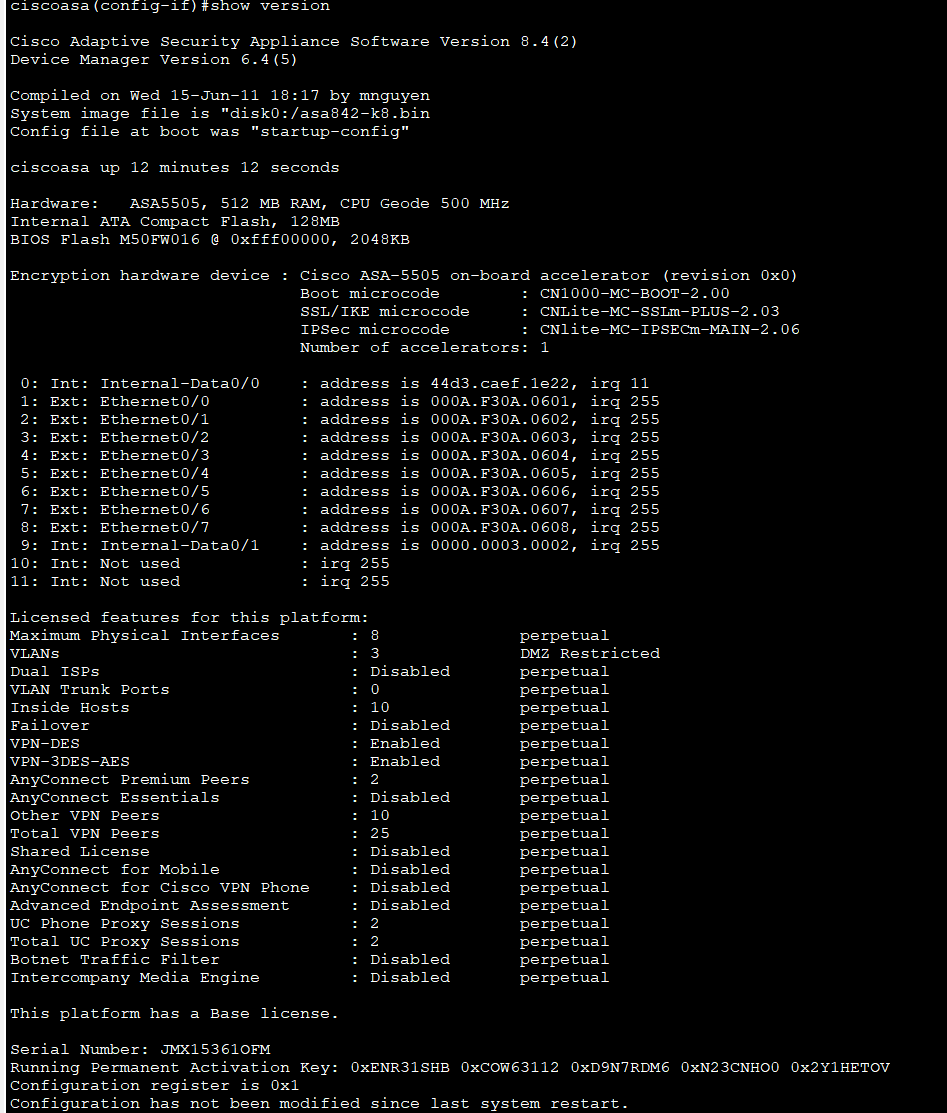 ciscoasa(config-if)#show version
Cisco Adaptive Security Appliance Software Version 8.4(2)
Device Manager Version 6.4(5)
Compiled on Wed 15-Jun-11 18:17 by mnguyen
System image file is "disk0:/asa842-k8.bin
Config file at boot was "startup-config"
ciscoasa up 12 minutes 12 seconds
Hardware:   ASA5505, 512 MB RAM, CPU Geode 500 MHz
Internal ATA Compact Flash, 128MB
BIOS Flash M50FW016 @ 0xfff00000, 2048KB
Encryption hardware device : Cisco ASA-5505 on-board accelerator (revision 0x0)
                             Boot microcode        : CN1000-MC-BOOT-2.00
                             SSL/IKE microcode     : CNLite-MC-SSLm-PLUS-2.03
                             IPSec microcode       : CNlite-MC-IPSECm-MAIN-2.06
                             Number of accelerators: 1
 0: Int: Internal-Data0/0    : address is 44d3.caef.1e22, irq 11
 1: Ext: Ethernet0/0         : address is 000A.F30A.0601, irq 255
 2: Ext: Ethernet0/1         : address is 000A.F30A.0602, irq 255
 3: Ext: Ethernet0/2         : address is 000A.F30A.0603, irq 255
 4: Ext: Ethernet0/3         : address is 000A.F30A.0604, irq 255
 5: Ext: Ethernet0/4         : address is 000A.F30A.0605, irq 255
 6: Ext: Ethernet0/5         : address is 000A.F30A.0606, irq 255
 7: Ext: Ethernet0/6         : address is 000A.F30A.0607, irq 255
 8: Ext: Ethernet0/7         : address is 000A.F30A.0608, irq 255
 9: Int: Internal-Data0/1    : address is 0000.0003.0002, irq 255
10: Int: Not used            : irq 255
11: Int: Not used            : irq 255
Licensed features for this platform:
Maximum Physical Interfaces       : 8              perpetual
VLANs                             : 3              DMZ Restricted
Dual ISPs                         : Disabled       perpetual
VLAN Trunk Ports                  : 0              perpetual
Inside Hosts                      : 10             perpetual
Failover                          : Disabled       perpetual
VPN-DES                           : Enabled        perpetual
VPN-3DES-AES                      : Enabled        perpetual
AnyConnect Premium Peers          : 2              perpetual
AnyConnect Essentials             : Disabled       perpetual
Other VPN Peers                   : 10             perpetual
Total VPN Peers                   : 25             perpetual
Shared License                    : Disabled       perpetual
AnyConnect for Mobile             : Disabled       perpetual
AnyConnect for Cisco VPN Phone    : Disabled       perpetual
Advanced Endpoint Assessment      : Disabled       perpetual
UC Phone Proxy Sessions           : 2              perpetual
Total UC Proxy Sessions           : 2              perpetual
Botnet Traffic Filter             : Disabled       perpetual
Intercompany Media Engine         : Disabled       perpetual
This platform has a Base license.
Serial Number: JMX15361OFM
Running Permanent Activation Key: 0xENR31SHB 0xCOW63112 0xD9N7RDM6 0xN23CNHO0 0x2Y1HETOV
Configuration register is 0x1
Configuration has not been modified since last system restart.